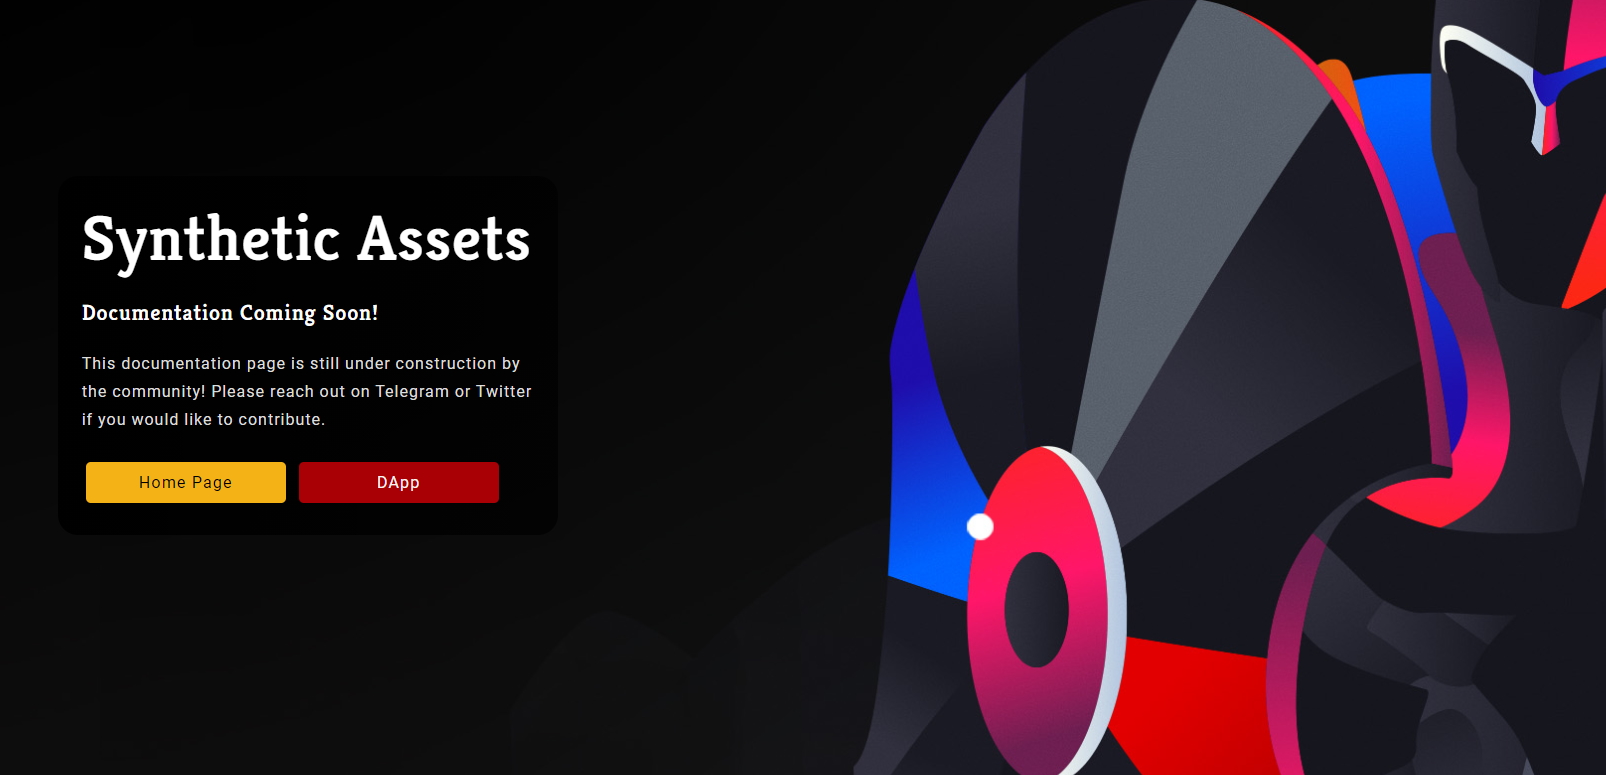 Synthetic Assets
Documentation Coming Soon!
This documentation page is still under construction by
the community! Please reach out on Telegram or Twitter
if you would like to contribute.
Home Page
DApp